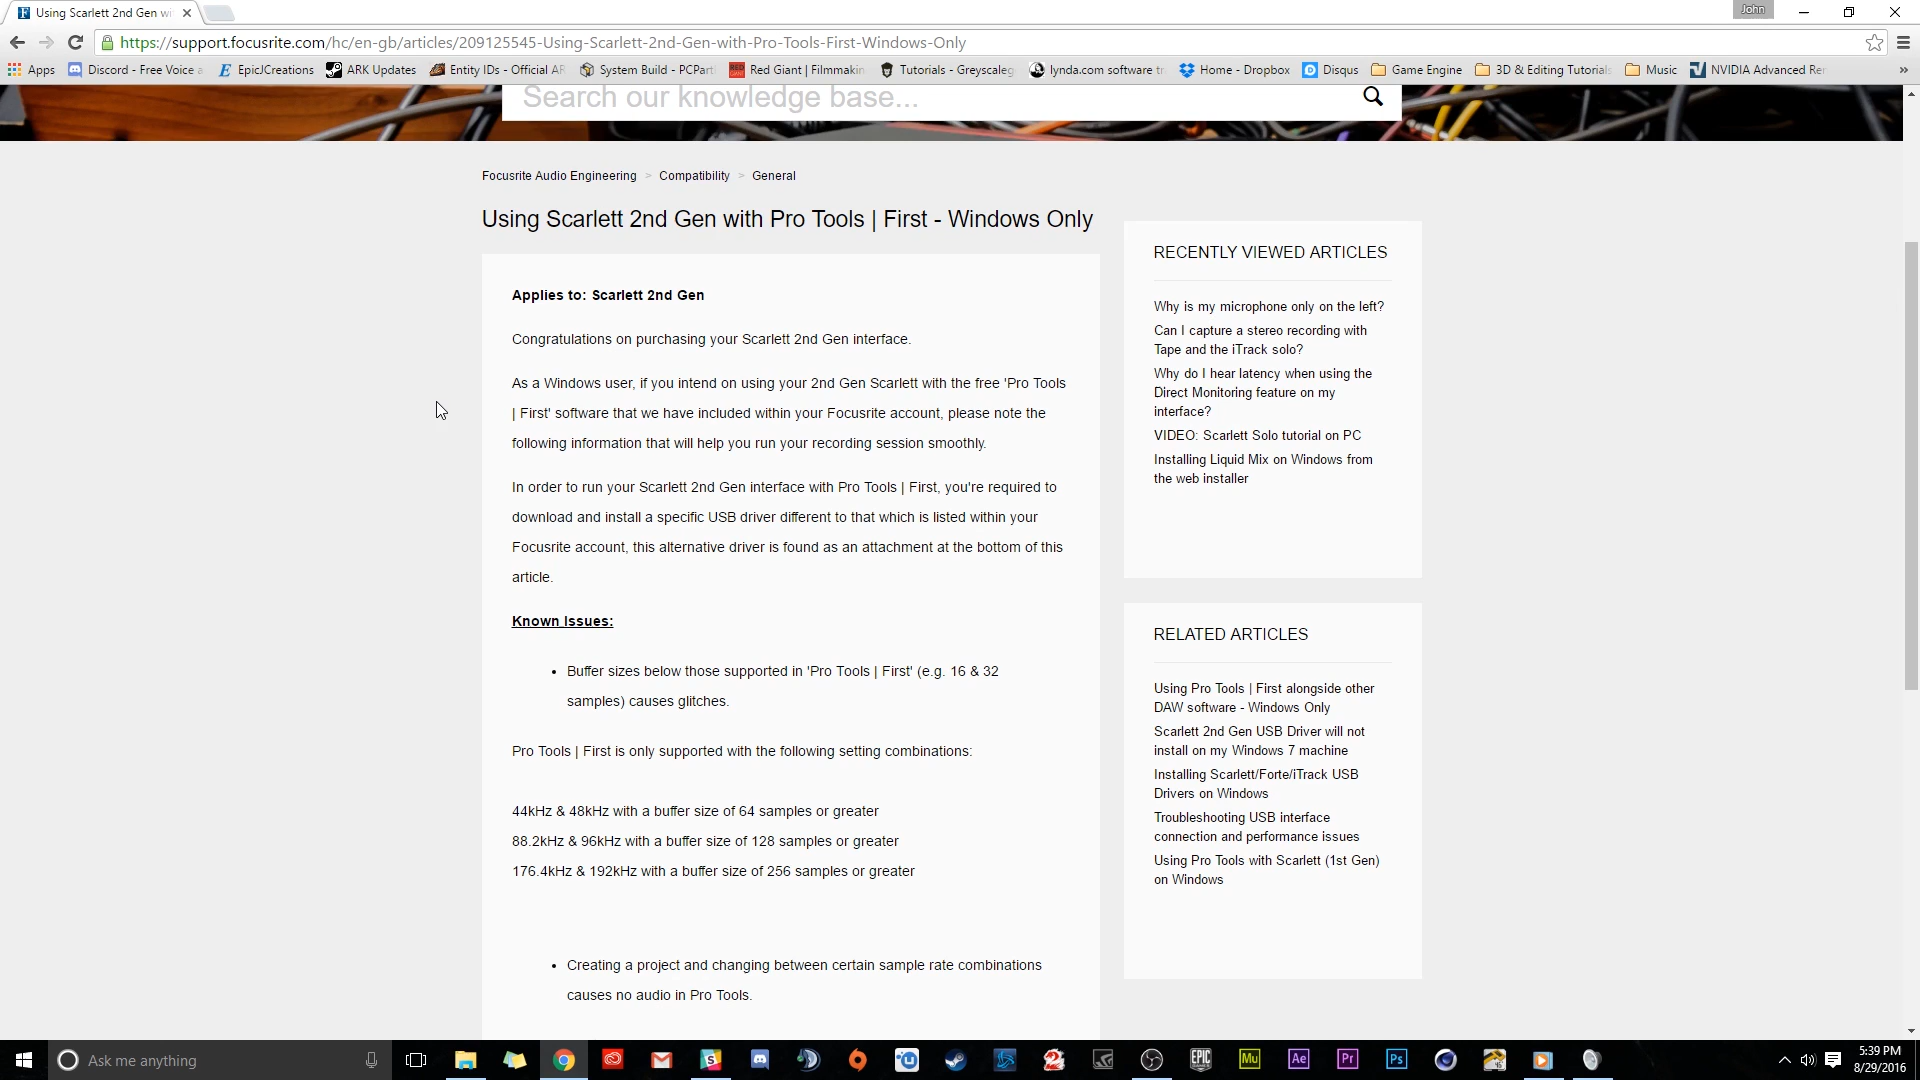 Using Scarlett 2nd Gen wi
John
https://support.focusrite.com/hc/en-gb/articles/209125545-Using-Scarlett-2nd-Gen-with-Pro-Tools-First-Windows-Only
Apps Discord - Free Voice a EpicJCreations ARK Updates Entity IDs - Official AR System Build - PCPart Red Giant | Filmmakin Tutorials - Greyscaleg lynda.com software tr Home - Dropbox Disqus Game Engine 3D & Editing Tutorials Music NVIDIA Advanced Rer »
Search our knowledge base...
Focusrite Audio Engineering > Compatibility > General
Using Scarlett 2nd Gen with Pro Tools | First - Windows Only
Applies to: Scarlett 2nd Gen
Congratulations on purchasing your Scarlett 2nd Gen interface.
As a Windows user, if you intend on using your 2nd Gen Scarlett with the free 'Pro Tools
| First' software that we have included within your Focusrite account, please note the
following information that will help you run your recording session smoothly.
In order to run your Scarlett 2nd Gen interface with Pro Tools | First, you're required to
download and install a specific USB driver different to that which is listed within your
Focusrite account, this alternative driver is found as an attachment at the bottom of this
article.
Known Issues:
• Buffer sizes below those supported in 'Pro Tools | First' (e.g. 16 & 32
samples) causes glitches.
Pro Tools | First is only supported with the following setting combinations:
44kHz & 48kHz with a buffer size of 64 samples or greater
88.2kHz & 96kHz with a buffer size of 128 samples or greater
176.4kHz & 192kHz with a buffer size of 256 samples or greater
• Creating a project and changing between certain sample rate combinations
causes no audio in Pro Tools.
RECENTLY VIEWED ARTICLES
Why is my microphone only on the left?
Can I capture a stereo recording with
Tape and the iTrack solo?
Why do I hear latency when using the
Direct Monitoring feature on my
interface?
VIDEO: Scarlett Solo tutorial on PC
Installing Liquid Mix on Windows from
the web installer
RELATED ARTICLES
Using Pro Tools | First alongside other
DAW software - Windows Only
Scarlett 2nd Gen USB Driver will not
install on my Windows 7 machine
Installing Scarlett/Forte/iTrack USB
Drivers on Windows
Troubleshooting USB interface
connection and performance issues
Using Pro Tools with Scarlett (1st Gen)
on Windows
Ask me anything
EPIC Mu Ae Pr Ps
5:39 PM
8/29/2016